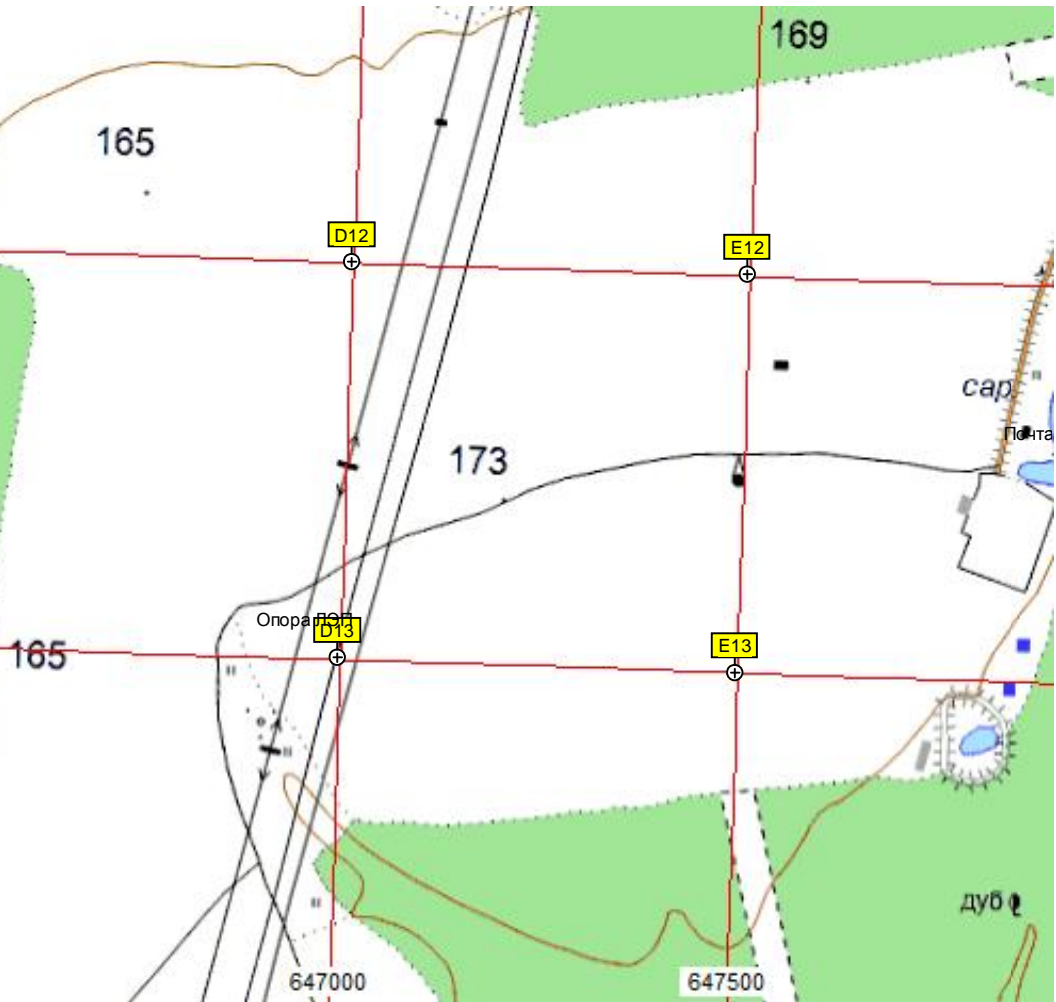 169
165
D12
E12
сар
Почта
173
Опора ЛЭП
D13
E13
165
дуб
647000
647500